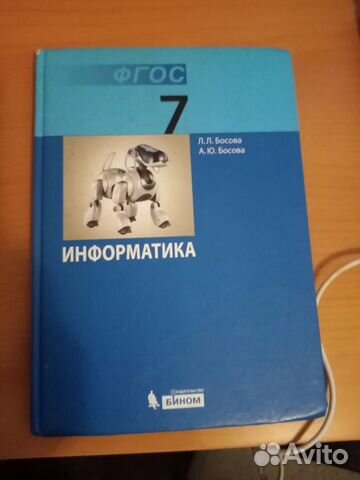 ФГОС
7
Л.Л. Босова
А.Ю. Босова
ИНФОРМАТИКА
Издательство
БИНОМ
Avito